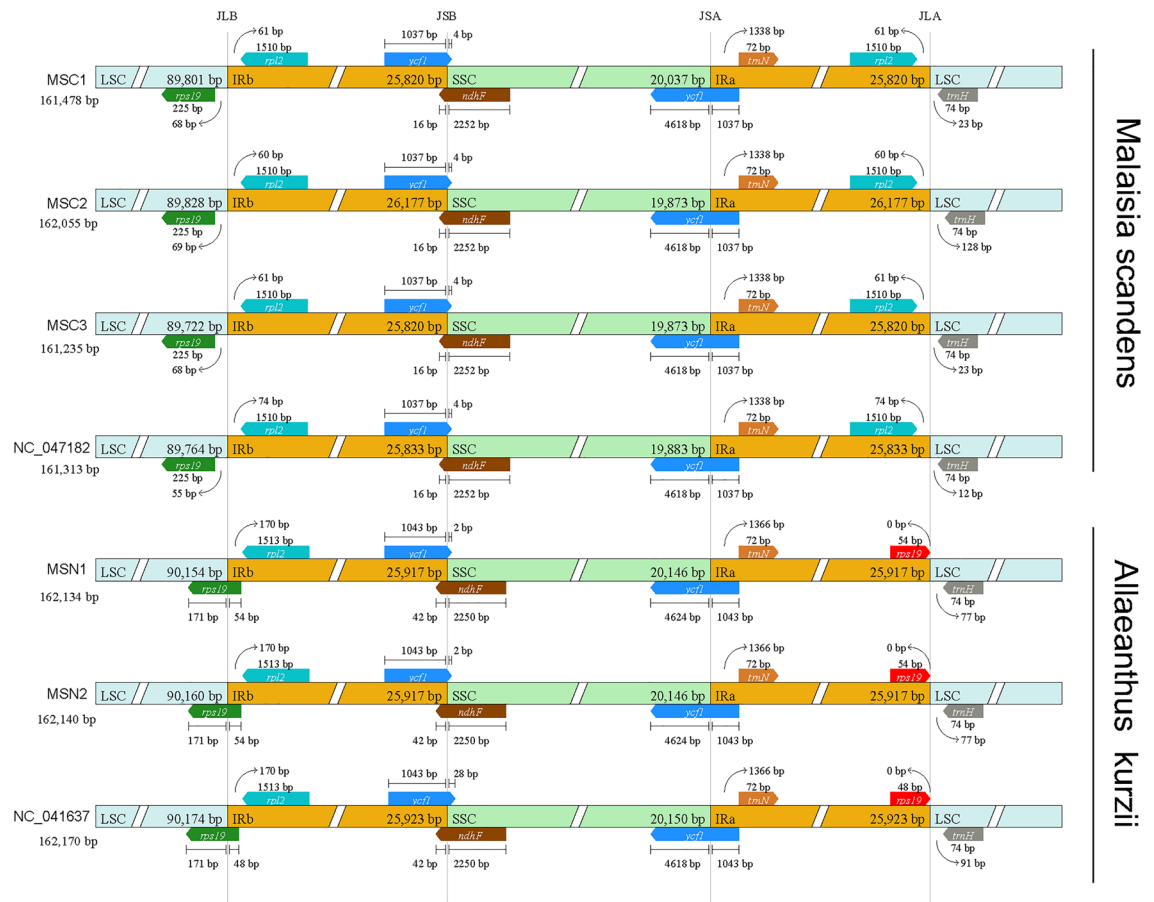 JLB JSB JSA JLA
61 bp 1037 bp 4 bp 1338 bp 61 bp
1510 bp 72 bp 1510 bp
rpl2 ycf1 trnN rpl2
MSC1 LSC 89,801 bp IRb 25,820 bp SSC 20,037 bp IRa 25,820 bp LSC
161,478 bp rps19 ndhF ycf1 trnH
225 bp 16 bp 2252 bp 4618 bp 1037 bp 74 bp
68 bp 23 bp
60 bp 1037 bp 4 bp 1338 bp 60 bp
1510 bp 72 bp 1510 bp
rpl2 ycf1 trnN rpl2
MSC2 LSC 89,828 bp IRb 26,177 bp SSC 19,873 bp IRa 26,177 bp LSC
162,055 bp rps19 ndhF ycf1 trnH
225 bp 16 bp 2252 bp 4618 bp 1037 bp 74 bp
69 bp 128 bp
61 bp 1037 bp 4 bp 1338 bp 61 bp
1510 bp 72 bp 1510 bp
rpl2 ycf1 trnN rpl2
MSC3 LSC 89,722 bp IRb 25,820 bp SSC 19,873 bp IRa 25,820 bp LSC
161,235 bp rps19 ndhF ycf1 trnH
225 bp 16 bp 2252 bp 4618 bp 1037 bp 74 bp
68 bp 23 bp
74 bp 1037 bp 4 bp 1338 bp 74 bp
1510 bp 72 bp 1510 bp
rpl2 ycf1 trnN rpl2
NC_047182 LSC 89,764 bp IRb 25,833 bp SSC 19,883 bp IRa 25,833 bp LSC
161,313 bp rps19 ndhF ycf1 trnH
225 bp 16 bp 2252 bp 4618 bp 1037 bp 74 bp
55 bp 12 bp
Malaisia scandens
170 bp 1043 bp 2 bp 1366 bp 0 bp
1513 bp 72 bp 54 bp
rpl2 ycf1 trnN rps19
MSN1 LSC 90,154 bp IRb 25,917 bp SSC 20,146 bp IRa 25,917 bp LSC
162,134 bp rps19 ndhF ycf1 trnH
171 bp 54 bp 42 bp 2250 bp 4624 bp 1043 bp 74 bp
77 bp
170 bp 1043 bp 2 bp 1366 bp 0 bp
1513 bp 72 bp 54 bp
rpl2 ycf1 trnN rps19
MSN2 LSC 90,160 bp IRb 25,917 bp SSC 20,146 bp IRa 25,917 bp LSC
162,140 bp rps19 ndhF ycf1 trnH
171 bp 54 bp 42 bp 2250 bp 4624 bp 1043 bp 74 bp
77 bp
170 bp 1043 bp 28 bp 1366 bp 0 bp
1513 bp 72 bp 48 bp
rpl2 ycf1 trnN rps19
NC_041637 LSC 90,174 bp IRb 25,923 bp SSC 20,150 bp IRa 25,923 bp LSC
162,170 bp rps19 ndhF ycf1 trnH
171 bp 48 bp 42 bp 2250 bp 4618 bp 1043 bp 74 bp
91 bp
Allaeanthus kurzii